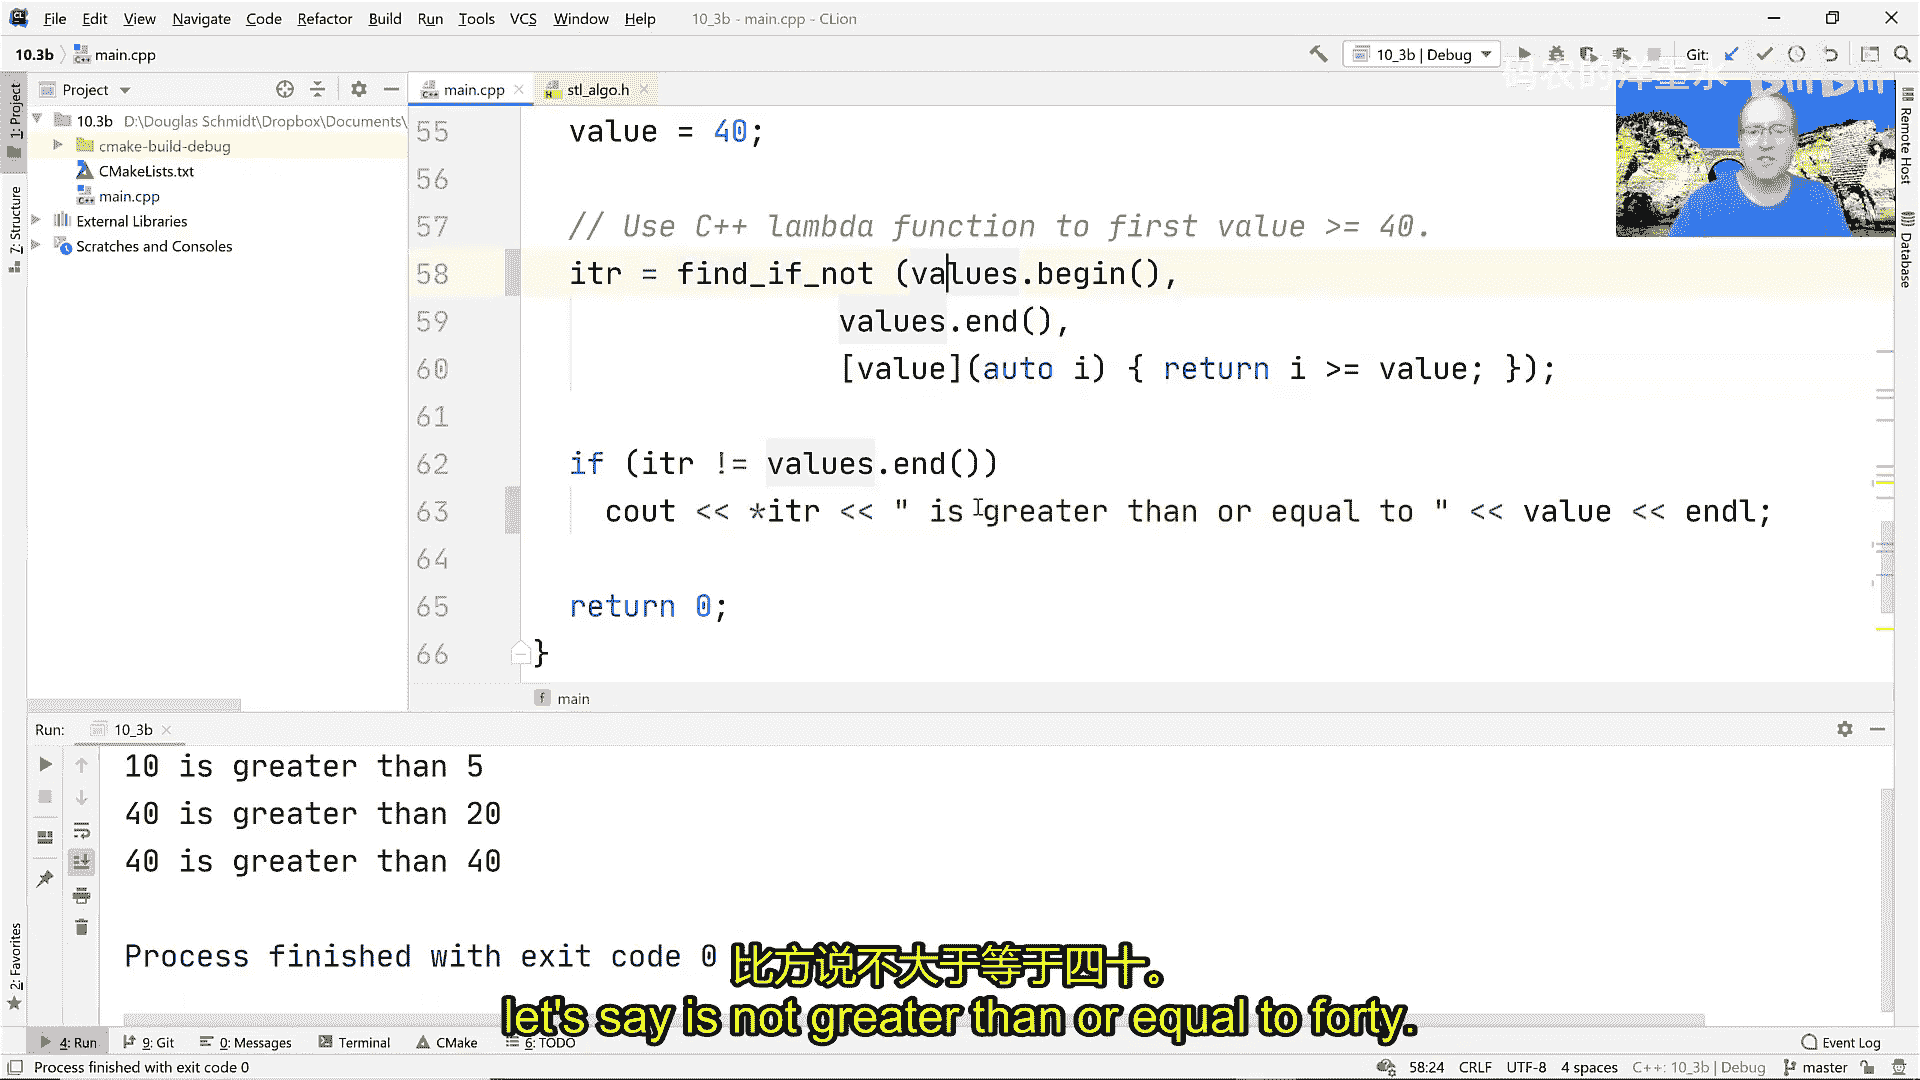 File Edit View Navigate Code Refactor Build Run Tools VCS Window Help 10_3b - main.cpp - CLion
10.3b main.cpp 10_3b | Debug Git:
码农的洋墨水
Project main.cpp stl_algo.h
1: Project
7: Structure
2: Favorites
Remote Host
Database
10.3b D:\Douglas Schmidt\Dropbox\Documents\
cmake-build-debug
CMakeLists.txt
main.cpp
External Libraries
Scratches and Consoles
55 value = 40;
56
57 // Use C++ lambda function to first value >= 40.
58 itr = find_if_not (values.begin(),
59 values.end(),
60 [value](auto i) { return i >= value; });
61
62 if (itr != values.end())
63 cout << *itr << " is greater than or equal to " << value << endl;
64
65 return 0;
66 }
f main
Run: 10_3b
10 is greater than 5
40 is greater than 20
40 is greater than 40
Process finished with exit code 0
比方说不大于等于四十。
let's say is not greater than or equal to forty.
4: Run 9: Git 0: Messages Terminal CMake 6: TODO Event Log
Process finished with exit code 0 58:24 CRLF UTF-8 4 spaces C++: 10_3b | Debug master